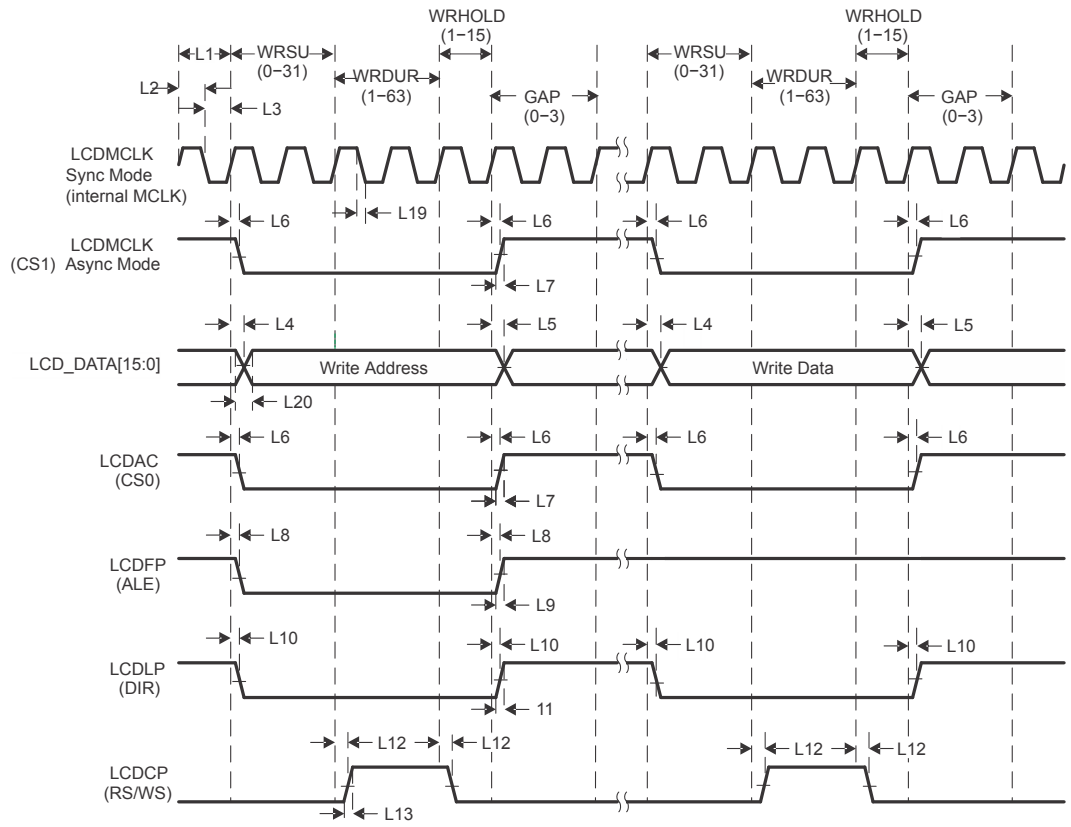 WRHOLD
(1−15)
WRHOLD
(1−15)
L1
WRSU
(0−31)
WRDUR
(1−63)
GAP
(0−3)
WRSU
(0−31)
WRDUR
(1−63)
GAP
(0−3)
L2
L3
LCDMCLK
Sync Mode
(internal MCLK)
L19
LCDMCLK
(CS1) Async Mode
L6
L6
L6
L6
L7
LCD_DATA[15:0]
L4
L5
L4
L5
Write Address
Write Data
L20
LCDAC
(CS0)
L6
L6
L6
L6
L7
LCDFP
(ALE)
L8
L8
L9
LCDLP
(DIR)
L10
L10
L10
L10
11
LCDCP
(RS/WS)
L12
L12
L12
L12
L13